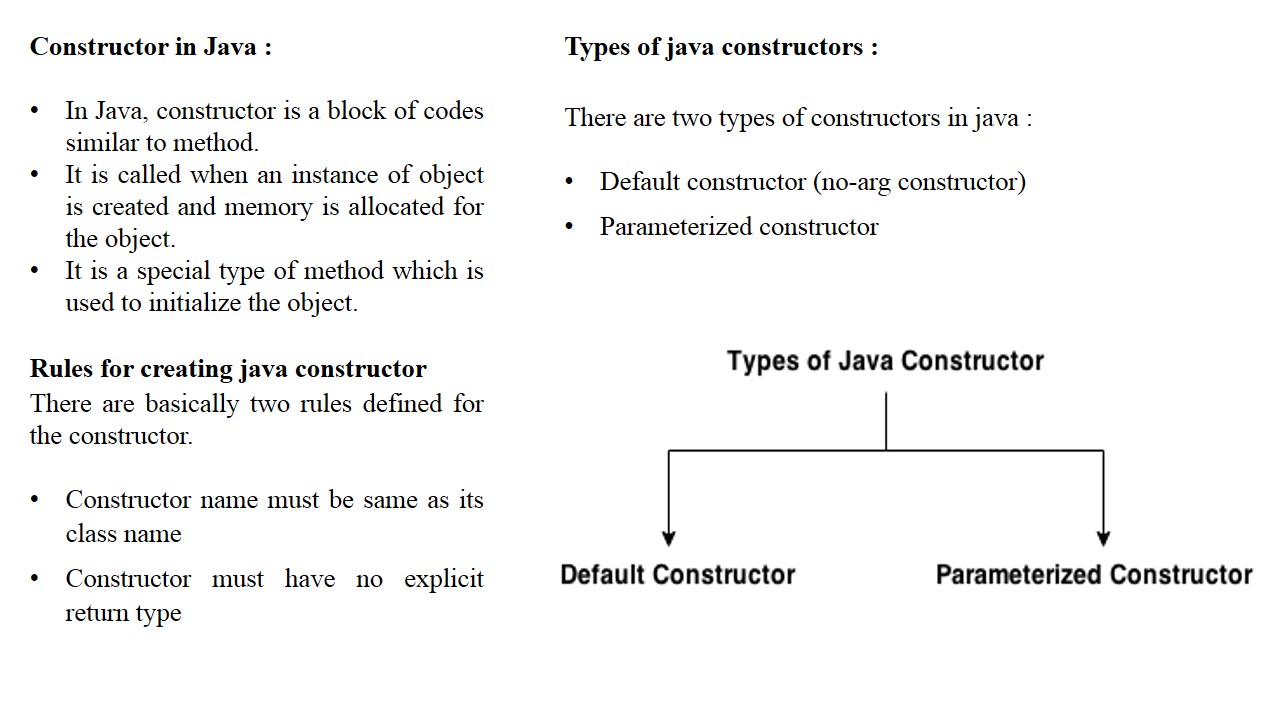 Constructor in Java :
• In Java, constructor is a block of codes
similar to method.
• It is called when an instance of object
is created and memory is allocated for
the object.
• It is a special type of method which is
used to initialize the object.
Rules for creating java constructor
There are basically two rules defined for
the constructor.
• Constructor name must be same as its
class name
• Constructor must have no explicit
return type
Types of java constructors :
There are two types of constructors in java :
• Default constructor (no-arg constructor)
• Parameterized constructor
Types of Java Constructor
Default Constructor
Parameterized Constructor